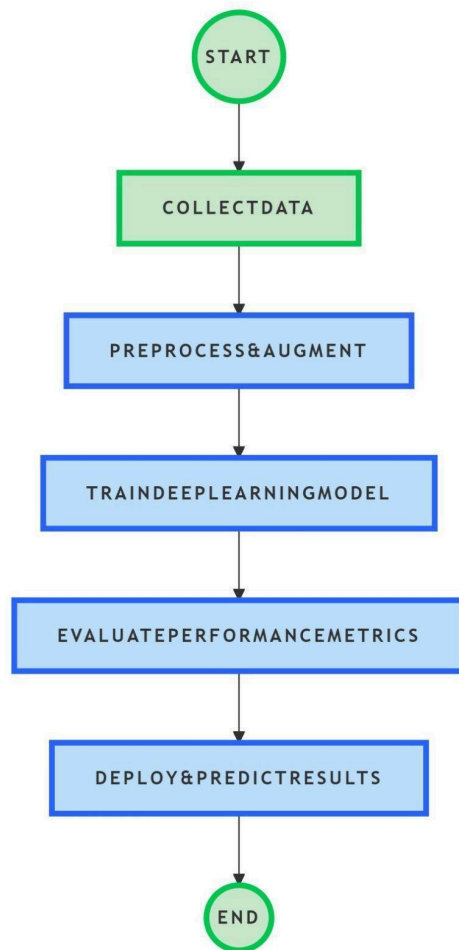 START
COLLECTDATA
PREPROCESS&AUGMENT
TRAINDEEPLEARNINGMODEL
EVALUATEPERFORMANCEMETRICS
DEPLOY&PREDICTRESULTS
END